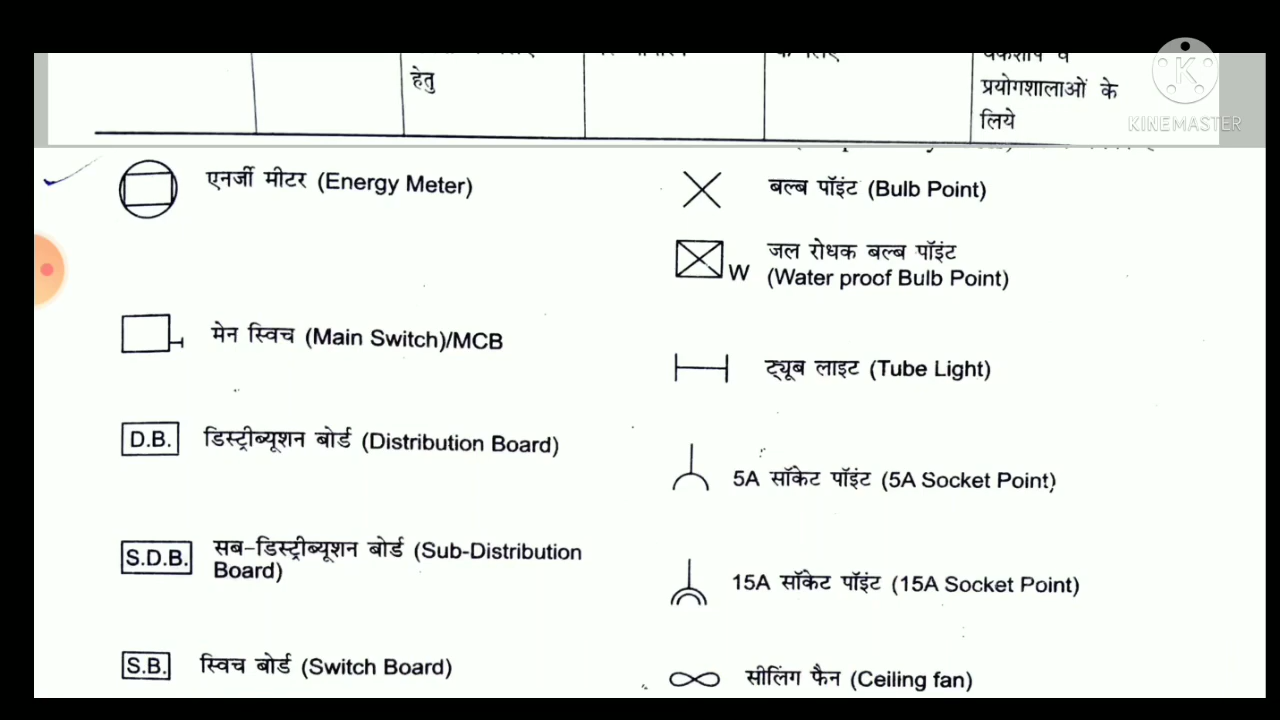 हेतु
प्रयोगशालाओं के
लिये
KINEMASTER
एनर्जी मीटर (Energy Meter)
मेन स्विच (Main Switch)/MCB
D.B. डिस्ट्रीब्यूशन बोर्ड (Distribution Board)
S.D.B. सब-डिस्ट्रीब्यूशन बोर्ड (Sub-Distribution
Board)
S.B. स्विच बोर्ड (Switch Board)
बल्ब पॉइंट (Bulb Point)
W जल रोधक बल्ब पॉइंट
(Water proof Bulb Point)
ट्यूब लाइट (Tube Light)
5A सॉकेट पॉइंट (5A Socket Point)
15A सॉकेट पॉइंट (15A Socket Point)
सीलिंग फैन (Ceiling fan)